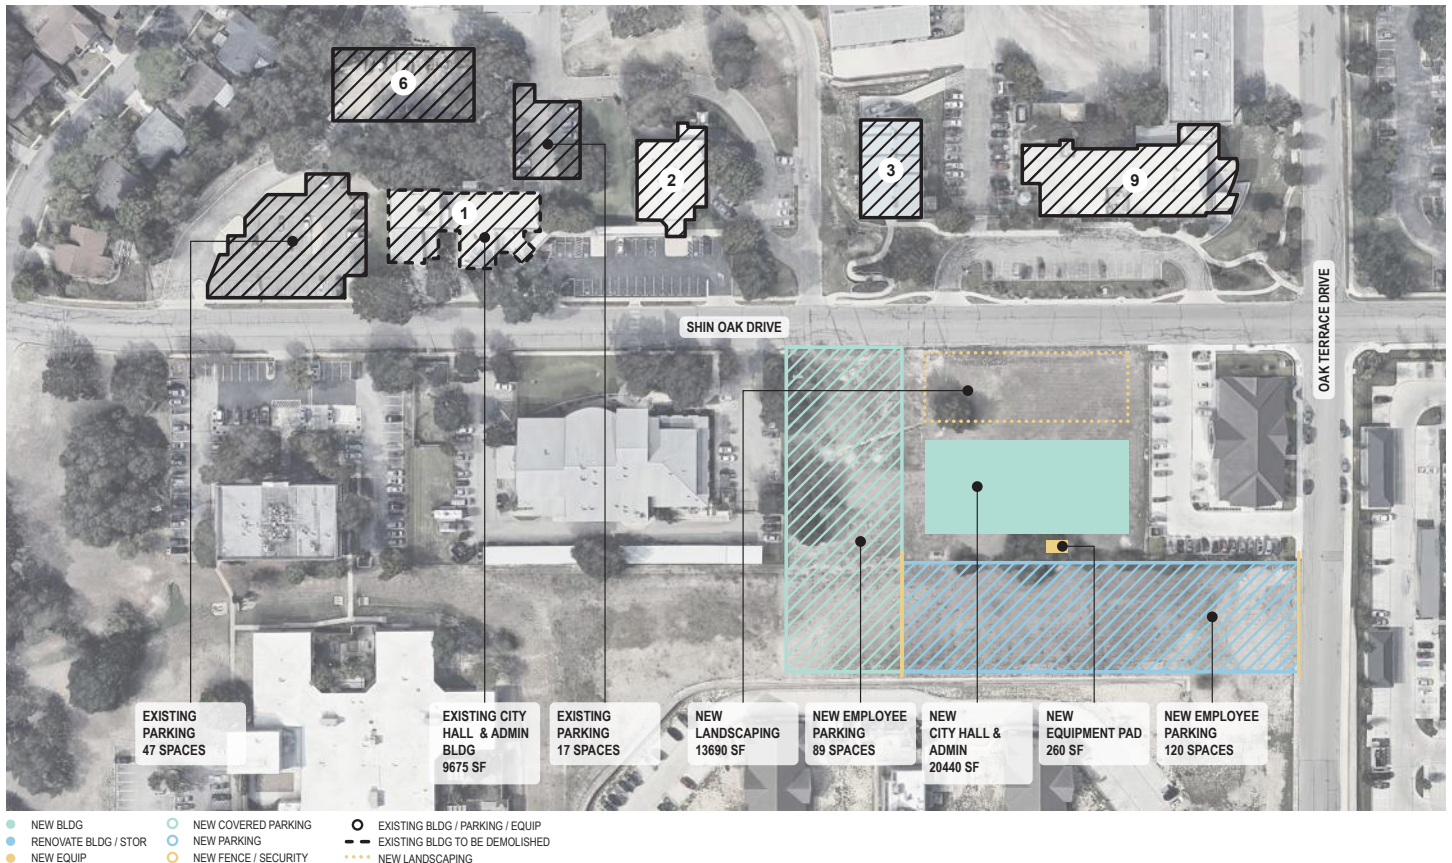 6
1
2
3
9
SHIN OAK DRIVE
OAK TERRACE DRIVE
EXISTING
PARKING
47 SPACES
EXISTING CITY
HALL & ADMIN
BLDG
9675 SF
EXISTING
PARKING
17 SPACES
NEW
LANDSCAPING
13690 SF
NEW EMPLOYEE
PARKING
89 SPACES
NEW
CITY HALL &
ADMIN
20440 SF
NEW
EQUIPMENT PAD
260 SF
NEW EMPLOYEE
PARKING
120 SPACES
NEW BLDG
RENOVATE BLDG / STOR
NEW EQUIP
NEW COVERED PARKING
NEW PARKING
NEW FENCE / SECURITY
EXISTING BLDG / PARKING / EQUIP
EXISTING BLDG TO BE DEMOLISHED
NEW LANDSCAPING